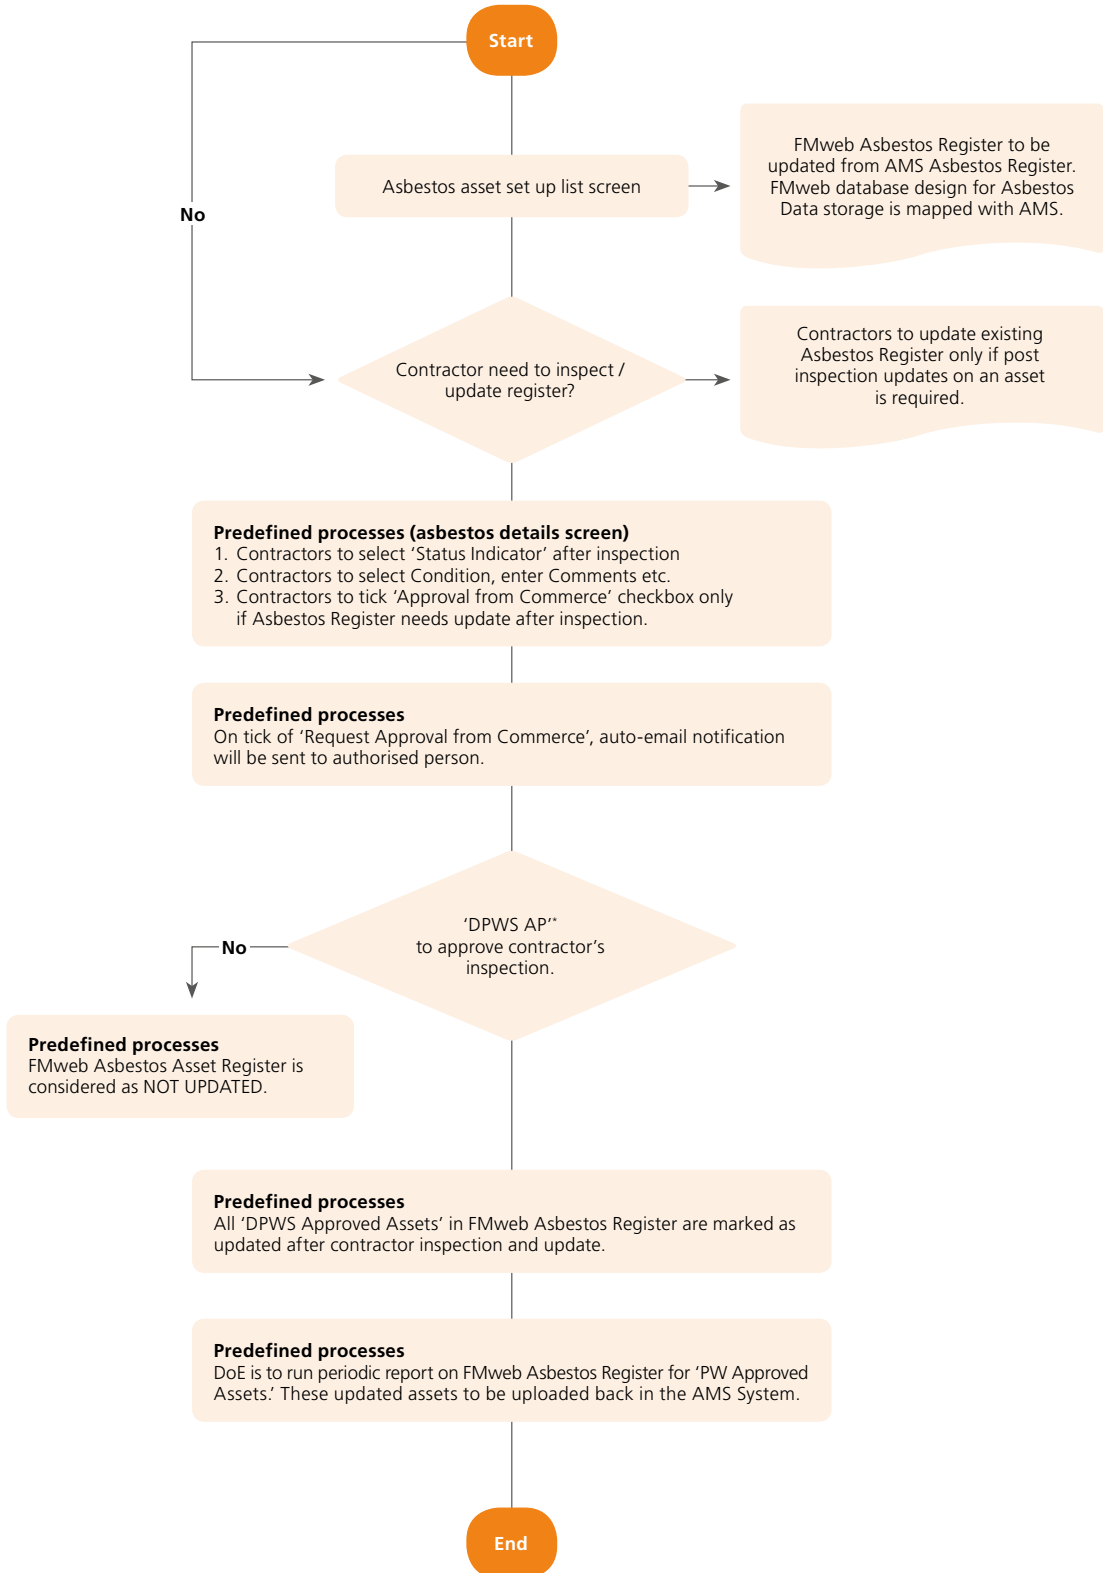 Start
Asbestos asset set up list screen
FMweb Asbestos Register to be
updated from AMS Asbestos Register.
FMweb database design for Asbestos
Data storage is mapped with AMS.
No
Contractor need to inspect /
update register?
Contractors to update existing
Asbestos Register only if post
inspection updates on an asset
is required.
Predefined processes (asbestos details screen)
1. Contractors to select ‘Status Indicator’ after inspection
2. Contractors to select Condition, enter Comments etc.
3. Contractors to tick ‘Approval from Commerce’ checkbox only
if Asbestos Register needs update after inspection.
Predefined processes
On tick of ‘Request Approval from Commerce’, auto-email notification
will be sent to authorised person.
‘DPWS AP’*
to approve contractor’s
inspection.
No
Predefined processes
FMweb Asbestos Asset Register is
considered as NOT UPDATED.
Predefined processes
All ‘DPWS Approved Assets’ in FMweb Asbestos Register are marked as
updated after contractor inspection and update.
Predefined processes
DoE is to run periodic report on FMweb Asbestos Register for ‘PW Approved
Assets.’ These updated assets to be uploaded back in the AMS System.
End